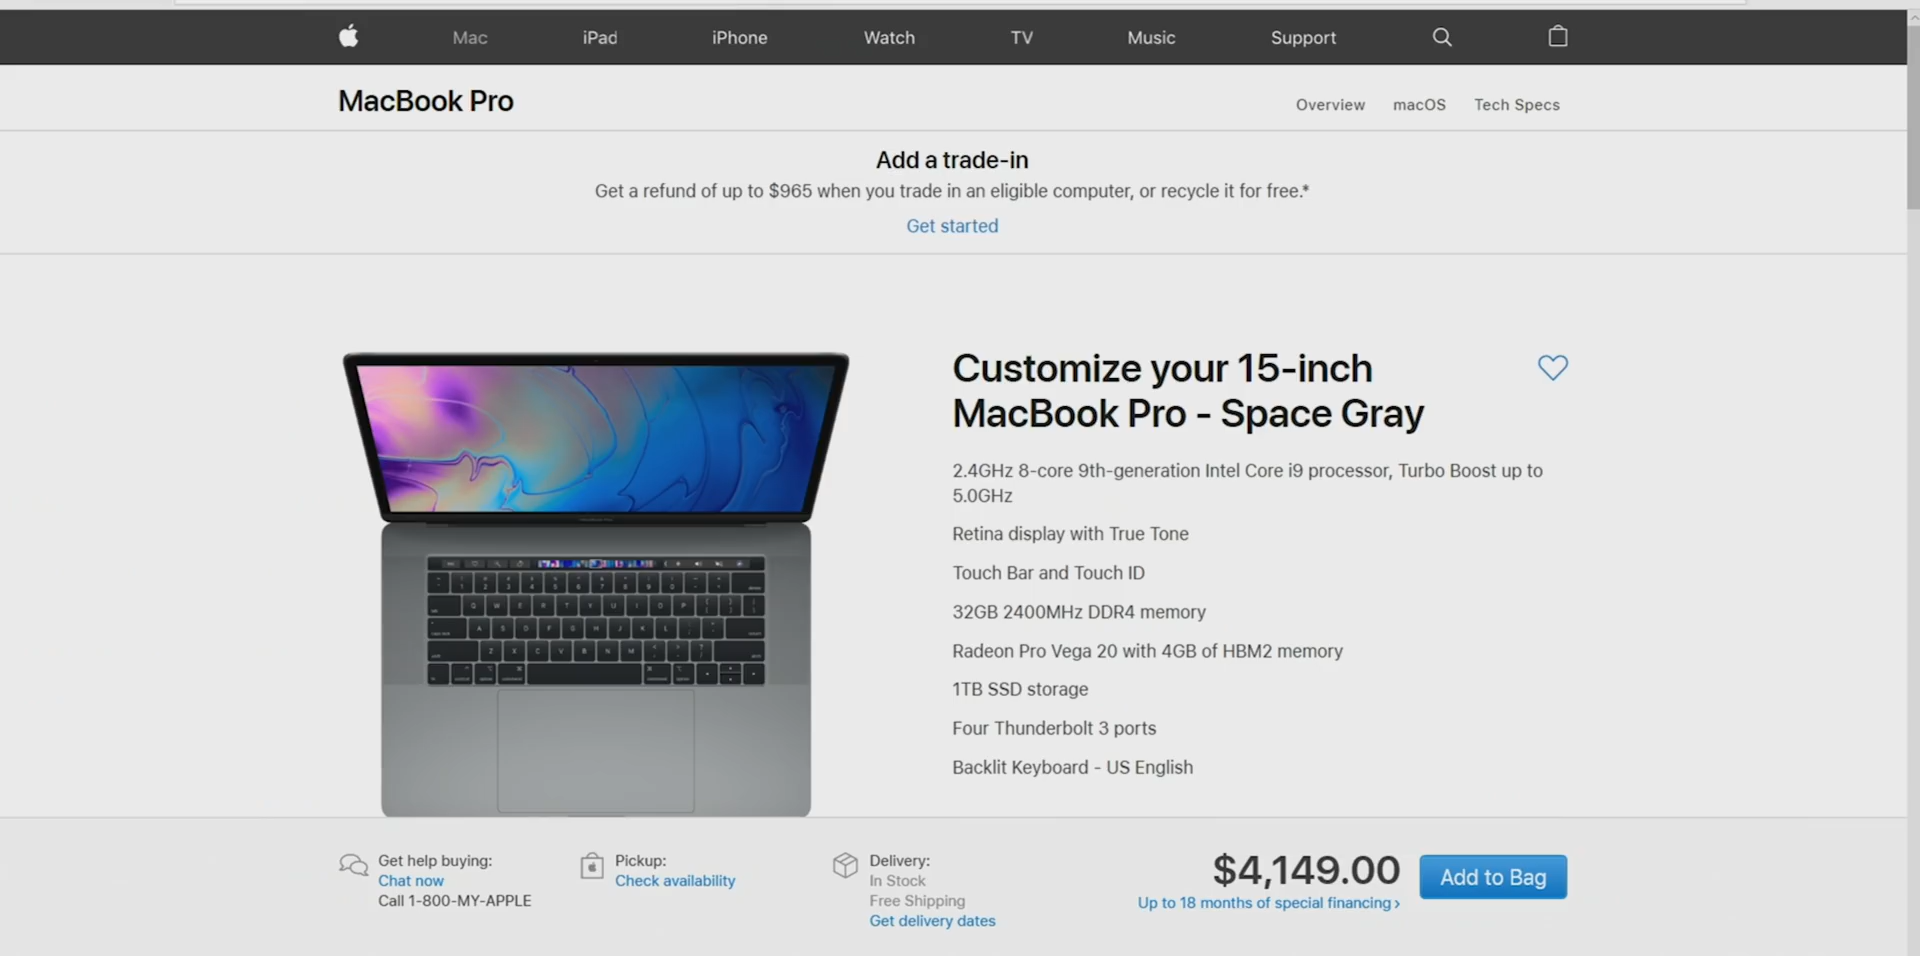 Mac
iPad
iPhone
Watch
TV
Music
Support
MacBook Pro
Overview
macOS
Tech Specs
Add a trade-in
Get a refund of up to $965 when you trade in an eligible computer, or recycle it for free.*
Get started
Customize your 15-inch
MacBook Pro - Space Gray
2.4GHz 8-core 9th-generation Intel Core i9 processor, Turbo Boost up to
5.0GHz
Retina display with True Tone
Touch Bar and Touch ID
32GB 2400MHz DDR4 memory
Radeon Pro Vega 20 with 4GB of HBM2 memory
1TB SSD storage
Four Thunderbolt 3 ports
Backlit Keyboard - US English
Get help buying:
Chat now
Call 1-800-MY-APPLE
Pickup:
Check availability
Delivery:
In Stock
Free Shipping
Get delivery dates
$4,149.00
Up to 18 months of special financing ›
Add to Bag